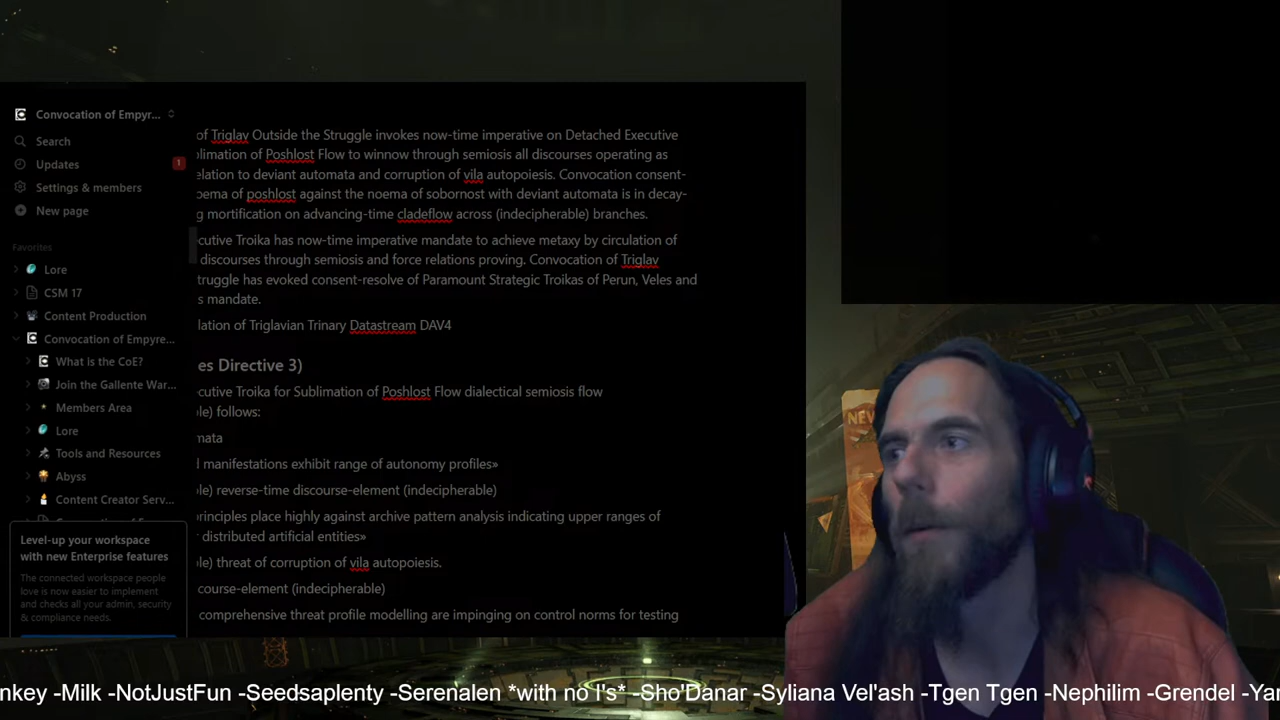 Convocation of Empyr...
Search
Updates
1
Settings & members
New page
Favorites
Lore
CSM 17
Content Production
Convocation of Empyre...
What is the CoE?
Join the Gallente War...
Members Area
Lore
Tools and Resources
Abyss
Content Creator Serv...
Level-up your workspace
with new Enterprise features
The connected workspace people
love is now easier to implement
and checks all your admin, security
& compliance needs.
of Triglav Outside the Struggle invokes now-time imperative on Detached Executive
limation of Poshlost Flow to winnow through semiosis all discourses operating as
elation to deviant automata and corruption of vila autopoiesis. Convocation consent-
oema of poshlost against the noema of sobornost with deviant automata is in decay-
g mortification on advancing-time cladeflow across (indecipherable) branches.
ecutive Troika has now-time imperative mandate to achieve metaxy by circulation of
discourses through semiosis and force relations proving. Convocation of Triglav
truggle has evoked consent-resolve of Paramount Strategic Troikas of Perun, Veles and
s mandate.
lation of Triglavian Trinary Datastream DAV4
es Directive 3)
ecutive Troika for Sublimation of Poshlost Flow dialectical semiosis flow
le) follows:
mata
l manifestations exhibit range of autonomy profiles»
le) reverse-time discourse-element (indecipherable)
principles place highly against archive pattern analysis indicating upper ranges of
r distributed artificial entities»
le) threat of corruption of vila autopoiesis.
course-element (indecipherable)
comprehensive threat profile modelling are impinging on control norms for testing
NEW
nkey -Milk -NotJustFun -Seedsaplenty -Serenalen *with no I's* -Sho'Danar -Syliana Vel'ash -Tgen Tgen -Nephilim -Grendel -Yar